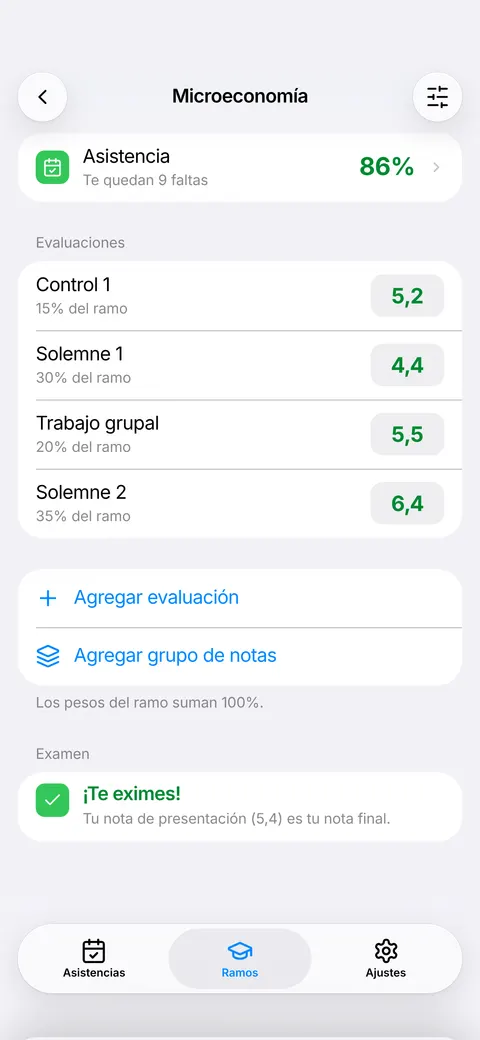 Microeconomía
Asistencia
Te quedan 9 faltas
86%
Evaluaciones
Control 1
15% del ramo
5,2
Solemne 1
30% del ramo
4,4
Trabajo grupal
20% del ramo
5,5
Solemne 2
35% del ramo
6,4
Agregar evaluación
Agregar grupo de notas
Los pesos del ramo suman 100%.
Examen
¡Te eximes!
Tu nota de presentación (5,4) es tu nota final.
Asistencias
Ramos
Ajustes